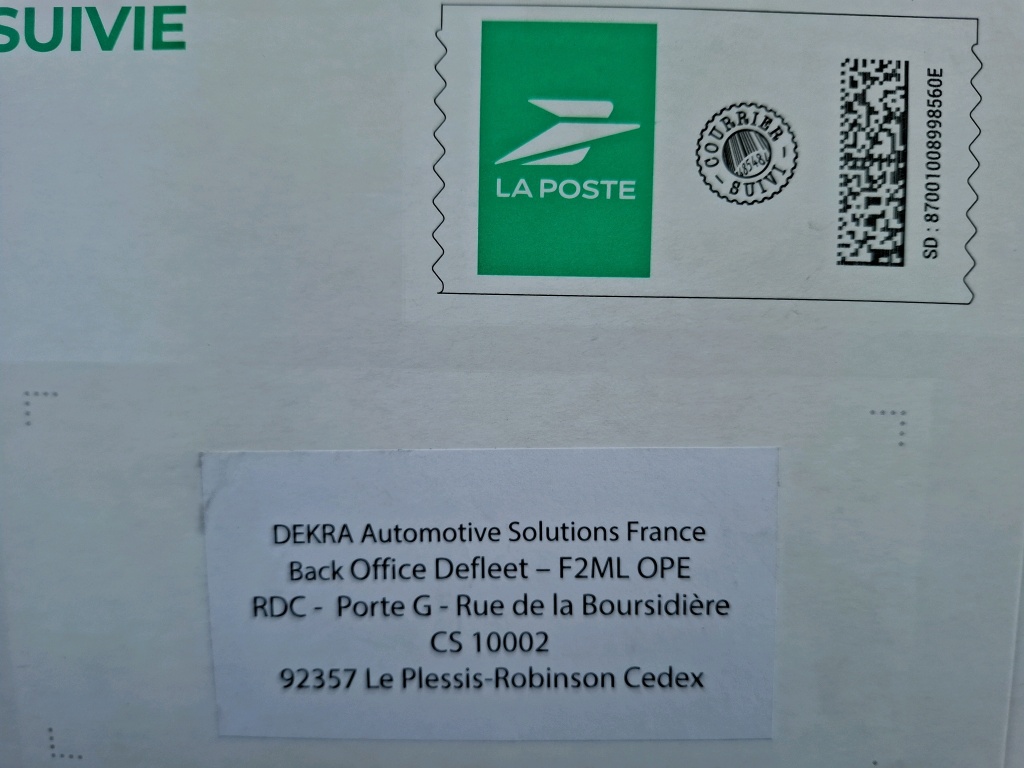 SUIVIE
LA POSTE
COURRIER
SUIVI
SD : 87001008998560E
DEKRA Automotive Solutions France
Back Office Defleet – F2ML OPE
RDC - Porte G - Rue de la Boursidière
CS 10002
92357 Le Plessis-Robinson Cedex